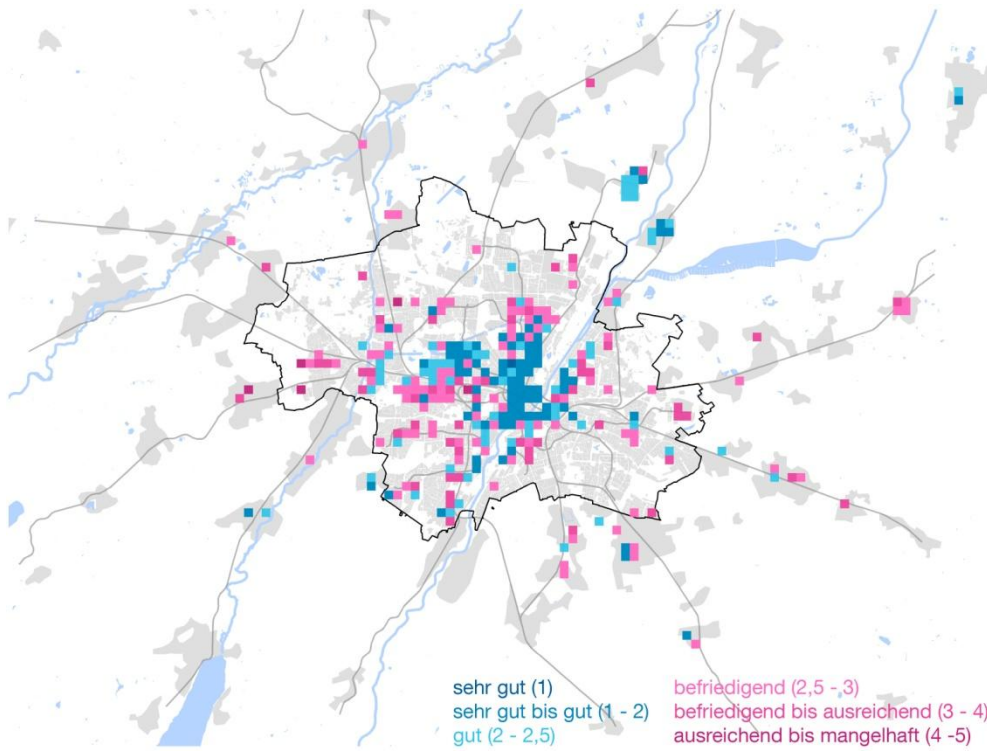 sehr gut (1)
sehr gut bis gut (1 - 2)
gut (2 - 2,5)
befriedigend (2,5 - 3)
befriedigend bis ausreichend (3 - 4)
ausreichend bis mangelhaft (4 -5)